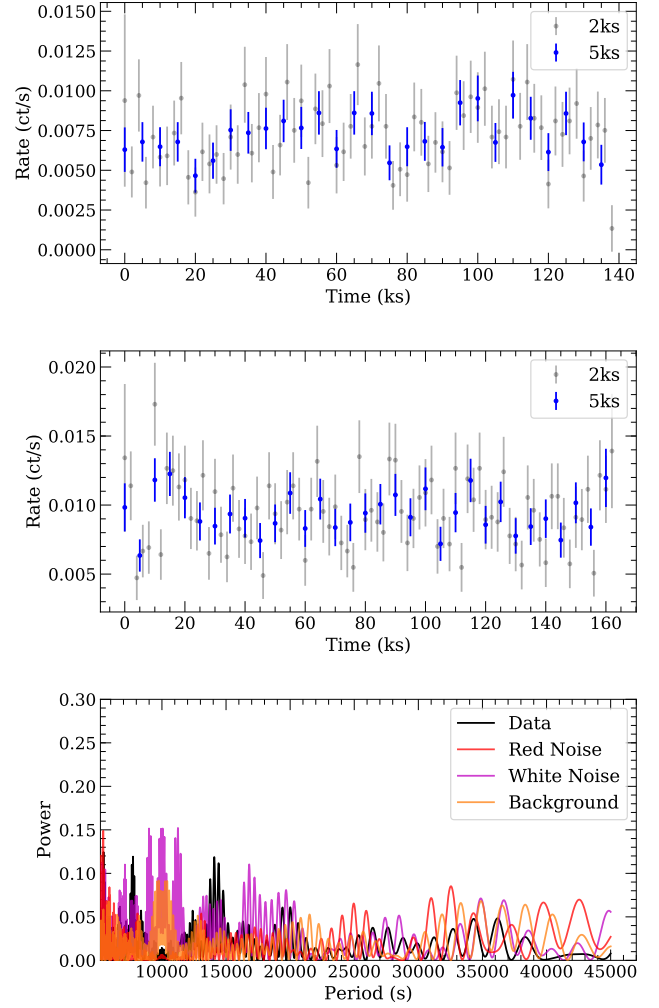 0.0150
0.0125
0.0100
0.0075
0.0050
0.0025
0.0000
Rate (ct/s)
2ks
5ks
0 20 40 60 80 100 120 140
Time (ks)
0.020
0.015
0.010
0.005
Rate (ct/s)
2ks
5ks
0 20 40 60 80 100 120 140 160
Time (ks)
0.30
0.25
0.20
0.15
0.10
0.05
0.00
Power
Data
Red Noise
White Noise
Background
10000 15000 20000 25000 30000 35000 40000 45000
Period (s)